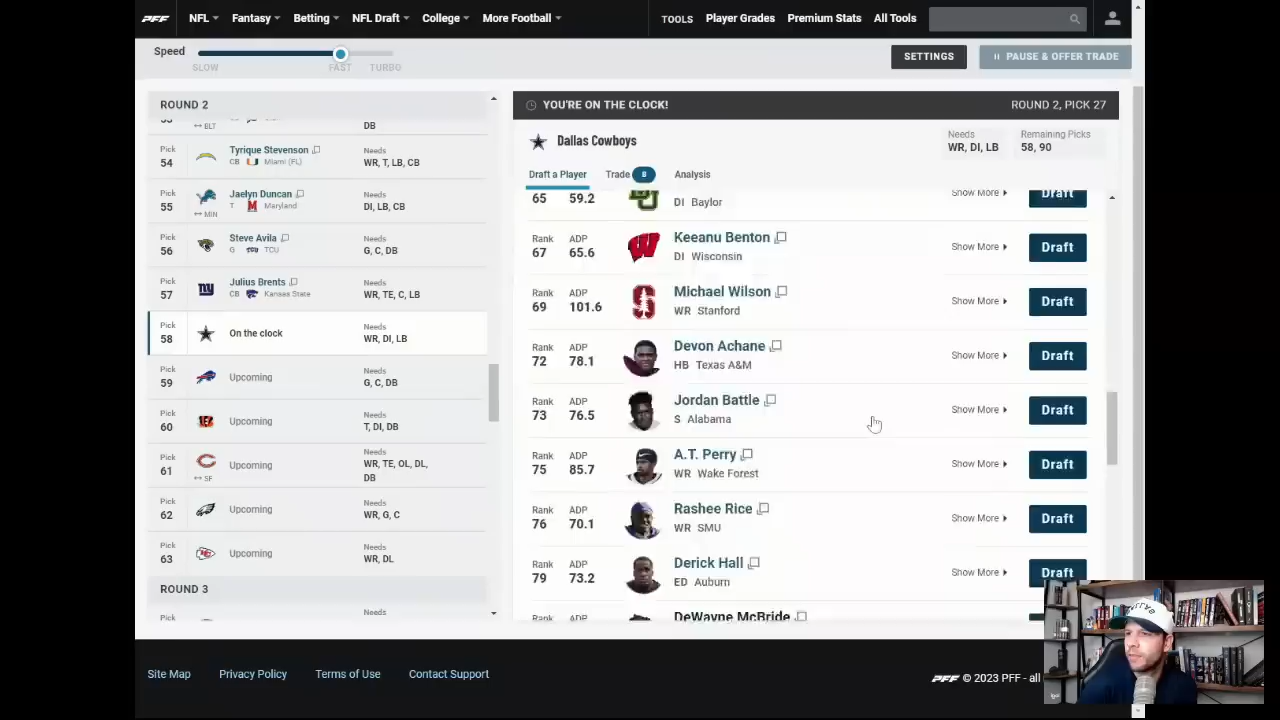 PFF NFL Fantasy Betting NFL Draft College More Football TOOLS Player Grades Premium Stats All Tools
Speed
SLOW FAST TURBO
SETTINGS
PAUSE & OFFER TRADE
ROUND 2
BLT
DB
Pick 54
Tyrique Stevenson
CB Miami (FL)
Needs
WR, T, LB, CB
Pick 55
MIN
Jaelyn Duncan
T Maryland
Needs
DI, LB, CB
Pick 56
Steve Avila
G TCU
Needs
G, C, DB
Pick 57
Julius Brents
CB Kansas State
Needs
WR, TE, C, LB
Pick 58
On the clock
Needs
WR, DI, LB
Pick 59
Upcoming
Needs
G, C, DB
Pick 60
Upcoming
Needs
T, DI, DB
Pick 61
SF
Upcoming
Needs
WR, TE, OL, DL,
DB
Pick 62
Upcoming
Needs
WR, G, C
Pick 63
Upcoming
Needs
WR, DL
ROUND 3
Pick
Needs
YOU'RE ON THE CLOCK!
ROUND 2, PICK 27
Dallas Cowboys
Needs
WR, DI, LB
Remaining Picks
58, 90
Draft a Player Trade 8 Analysis
65 59.2
DI Baylor
Show More
Draft
Rank 67 ADP 65.6
Keeanu Benton
DI Wisconsin
Show More
Draft
Rank 69 ADP 101.6
Michael Wilson
WR Stanford
Show More
Draft
Rank 72 ADP 78.1
Devon Achane
HB Texas A&M
Show More
Draft
Rank 73 ADP 76.5
Jordan Battle
S Alabama
Show More
Draft
Rank 75 ADP 85.7
A.T. Perry
WR Wake Forest
Show More
Draft
Rank 76 ADP 70.1
Rashee Rice
WR SMU
Show More
Draft
Rank 79 ADP 73.2
Derick Hall
ED Auburn
Show More
Draft
Rank ADP
DeWayne McBride
Site Map Privacy Policy Terms of Use Contact Support
PFF © 2023 PFF - all